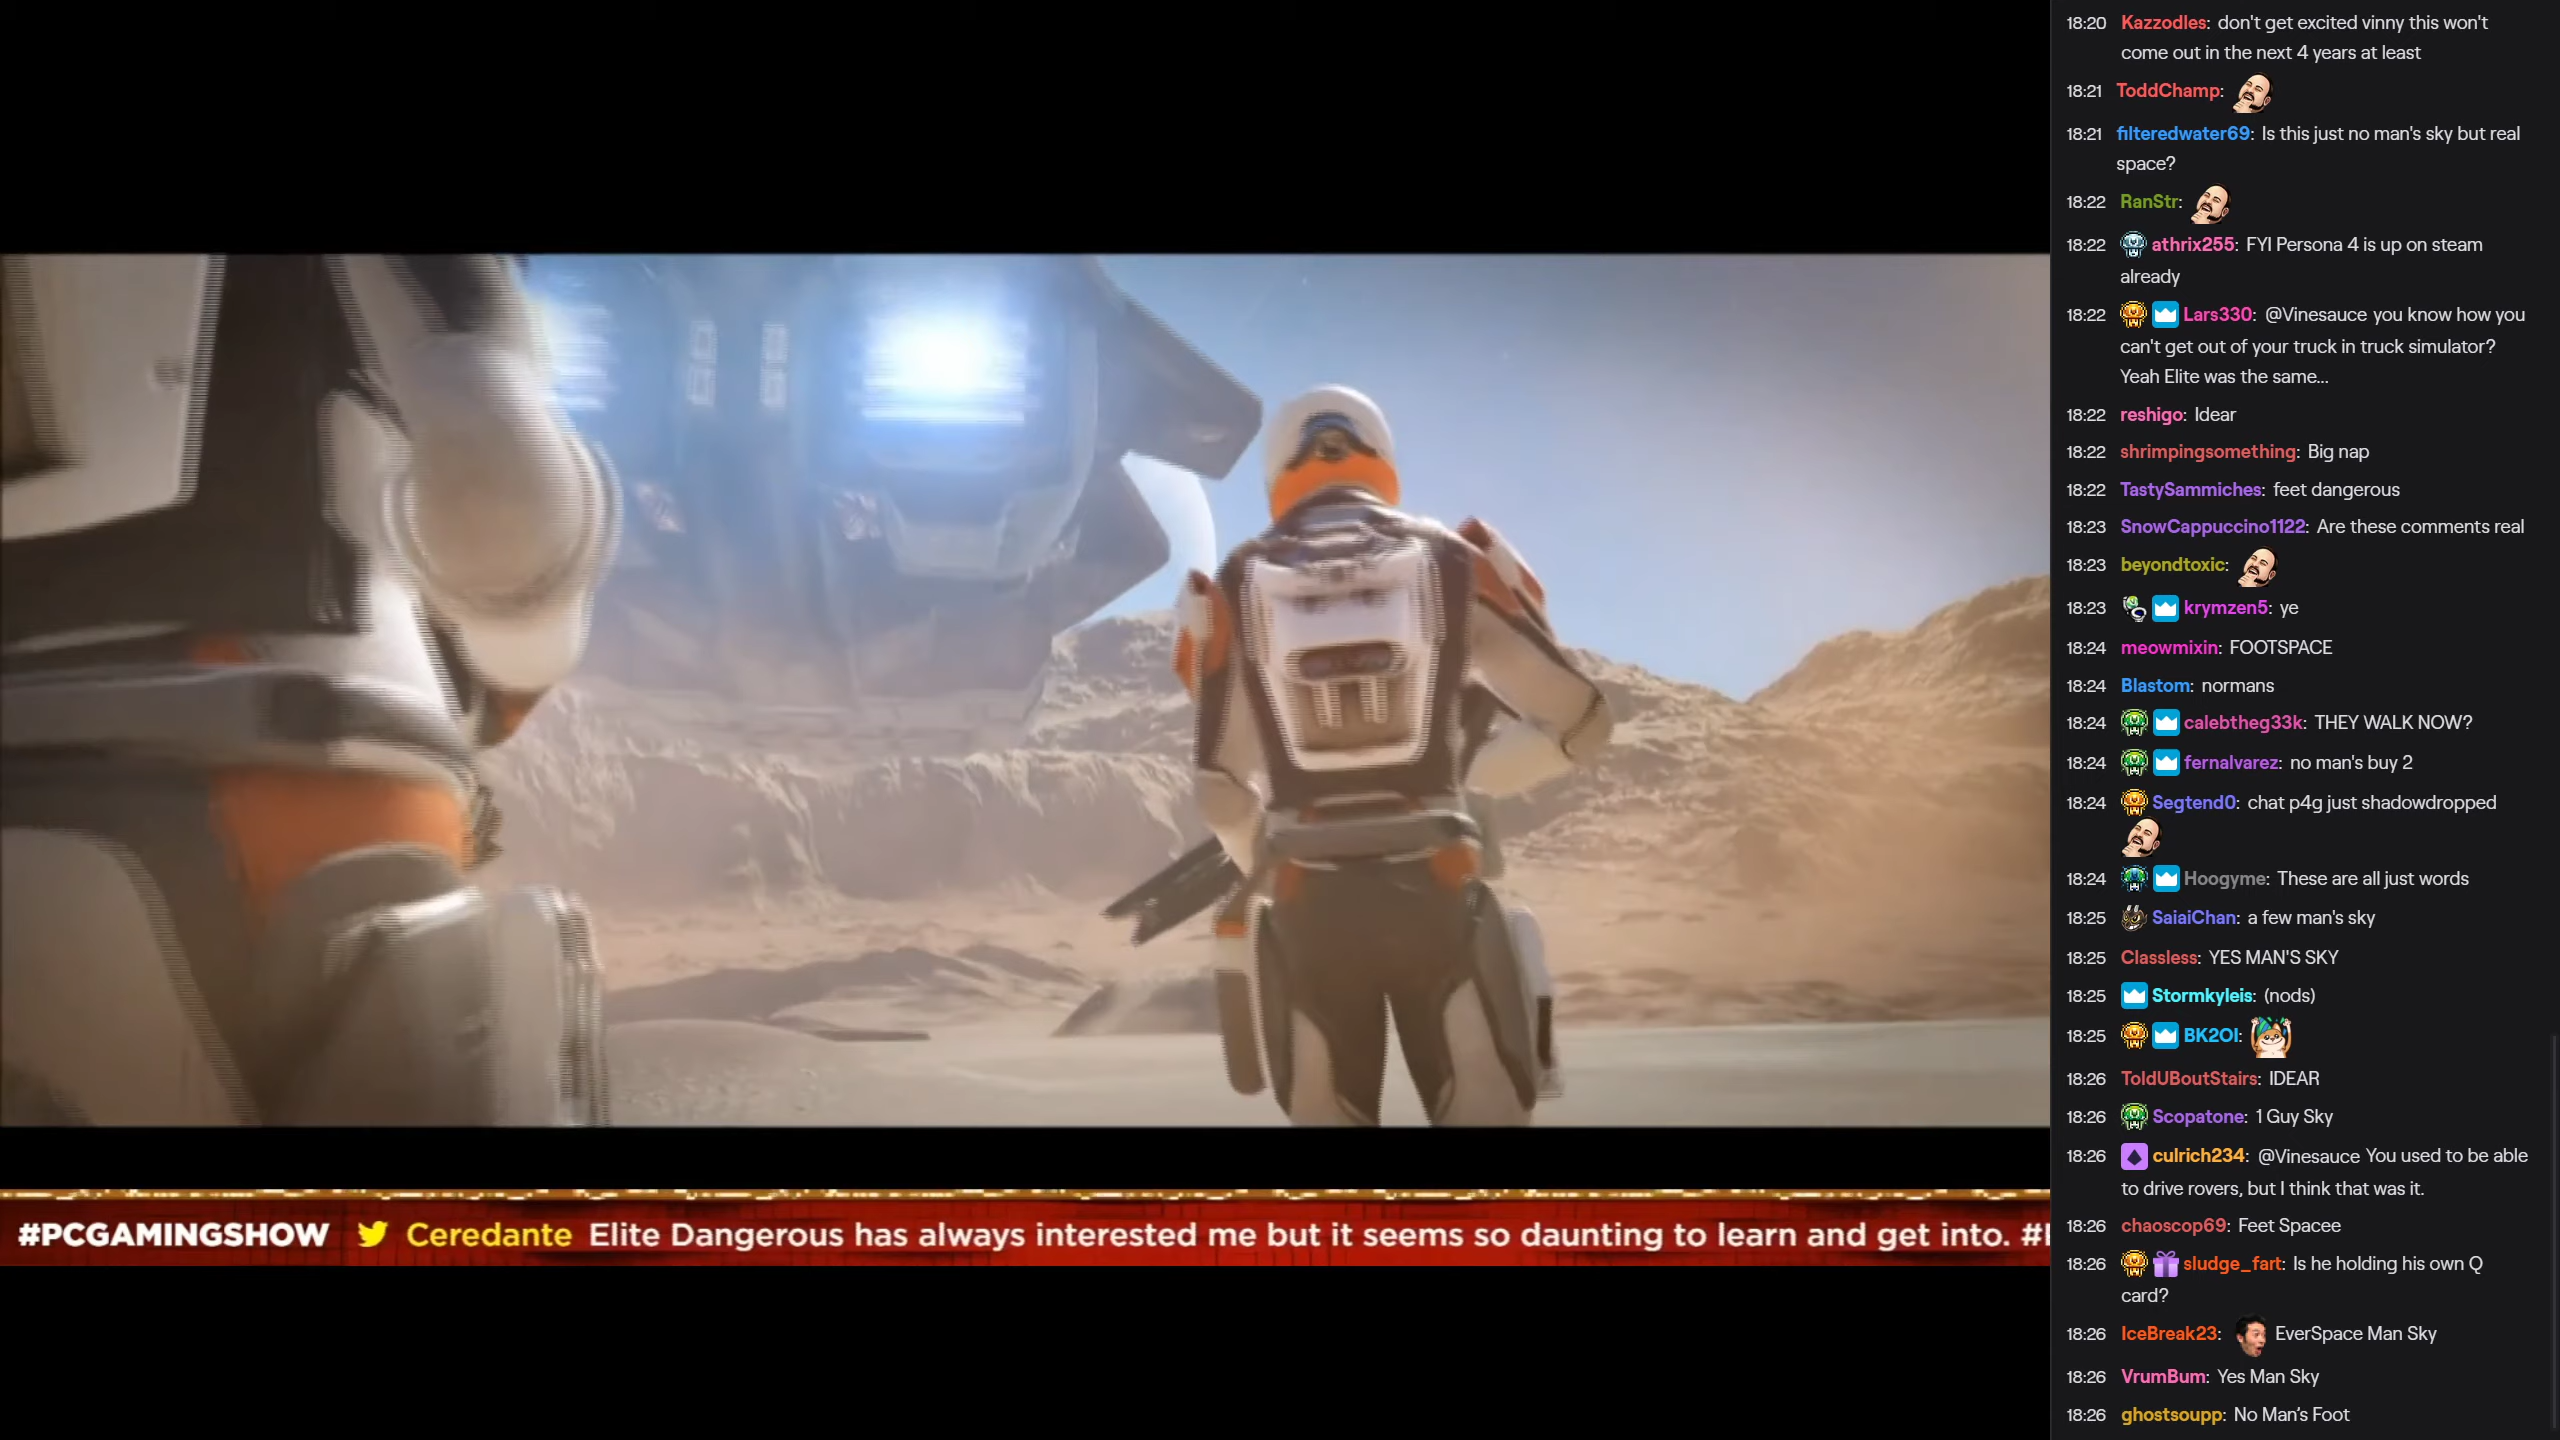 #PCGAMINGSHOW Ceredante Elite Dangerous has always interested me but it seems so daunting to learn and get into.
18:20 Kazzodles: don't get excited vinny this won't
come out in the next 4 years at least
18:21 ToddChamp:
18:21 filteredwater69: Is this just no man's sky but real
space?
18:22 RanStr:
18:22 athrix255: FYI Persona 4 is up on steam
already
18:22 Lars330: @Vinesauce you know how you
can't get out of your truck in truck simulator?
Yeah Elite was the same...
18:22 reshigo: Idear
18:22 shrimpingsomething: Big nap
18:22 TastySammiches: feet dangerous
18:23 SnowCappuccino1122: Are these comments real
18:23 beyondtoxic:
18:23 krymzen5: ye
18:24 meowmixin: FOOTSPACE
18:24 Blastom: normans
18:24 calebtheg33k: THEY WALK NOW?
18:24 fernalvarez: no man's buy 2
18:24 Segtend0: chat p4g just shadowdropped
18:24 Hoogyme: These are all just words
18:25 SaiaiChan: a few man's sky
18:25 Classless: YES MAN'S SKY
18:25 Stormkyleis: (nods)
18:25 BK2OI:
18:26 ToldUBoutStairs: IDEAR
18:26 Scopatone: 1 Guy Sky
18:26 culrich234: @Vinesauce You used to be able
to drive rovers, but I think that was it.
18:26 chaoscop69: Feet Spacee
18:26 sludge_fart: Is he holding his own Q
card?
18:26 IceBreak23: EverSpace Man Sky
18:26 VrumBum: Yes Man Sky
18:26 ghostsoupp: No Man's Foot